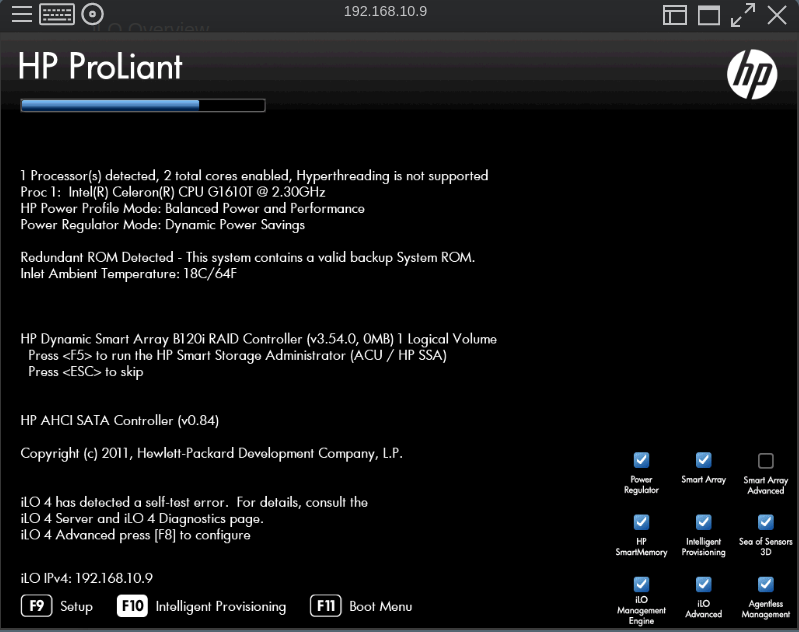 192.168.10.9
iLO Overview
HP ProLiant
hp
1 Processor(s) detected, 2 total cores enabled, Hyperthreading is not supported
Proc 1: Intel(R) Celeron(R) CPU G1610T @ 2.30GHz
HP Power Profile Mode: Balanced Power and Performance
Power Regulator Mode: Dynamic Power Savings
Redundant ROM Detected - This system contains a valid backup System ROM.
Inlet Ambient Temperature: 18C/64F
HP Dynamic Smart Array B120i RAID Controller (v3.54.0, 0MB) 1 Logical Volume
Press <F5> to run the HP Smart Storage Administrator (ACU / HP SSA)
Press <ESC> to skip
HP AHCI SATA Controller (v0.84)
Copyright (c) 2011, Hewlett-Packard Development Company, L.P.
iLO 4 has detected a self-test error. For details, consult the
iLO 4 Server and iLO 4 Diagnostics page.
iLO 4 Advanced press [F8] to configure
iLO IPv4: 192.168.10.9
F9 Setup F10 Intelligent Provisioning F11 Boot Menu
Power
Regulator
Smart Array
Smart Array
Advanced
HP
SmartMemory
Intelligent
Provisioning
Sea of Sensors
3D
iLO
Management
Engine
iLO
Advanced
Agentless
Management